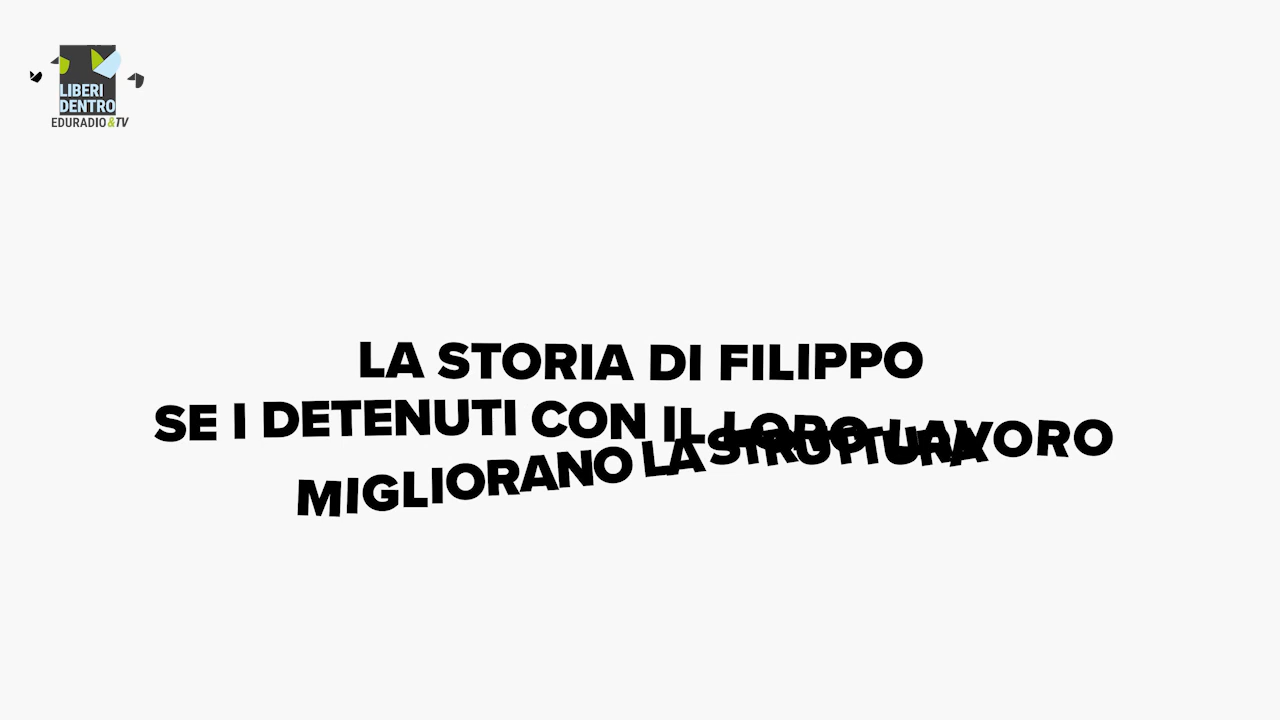 LIBERI
DENTRO
EDURADIO&TV
LA STORIA DI FILIPPO
SE I DETENUTI CON IL LORO LAVORO
MIGLIORANO LA STRUTTURA